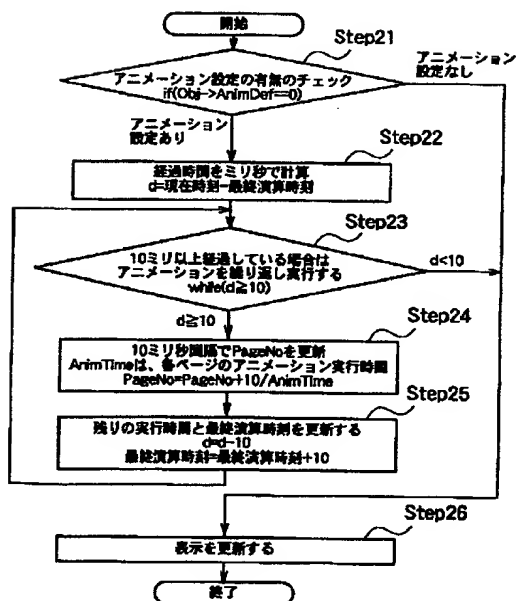 開始
Step21
アニメーション設定の有無のチェック
if(Obj->AnimDef==0)
アニメーション
設定なし
アニメーション
設定あり
Step22
経過時間をミリ秒で計算
d=現在時刻-最終演算時刻
Step23
10ミリ以上経過している場合は
アニメーションを繰り返し実行する
while(d≧10)
d<10
d≧10
Step24
10ミリ秒間隔でPageNoを更新
AnimTimeは、各ページのアニメーション実行時間
PageNo=PageNo+10/AnimTime
Step25
残りの実行時間と最終演算時刻を更新する
d=d-10
最終演算時刻=最終演算時刻+10
Step26
表示を更新する
終了